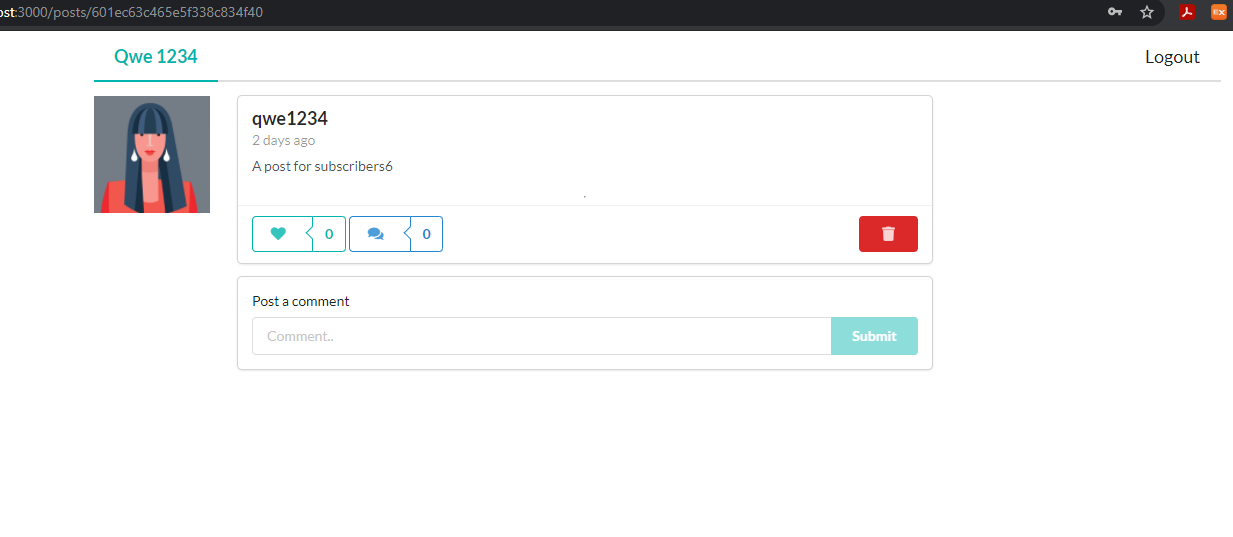 ost:3000/posts/601ec63c465e5f338c834f40
Qwe 1234
Logout
qwe1234
2 days ago
A post for subscribers6
0
0
Post a comment
Comment..
Submit